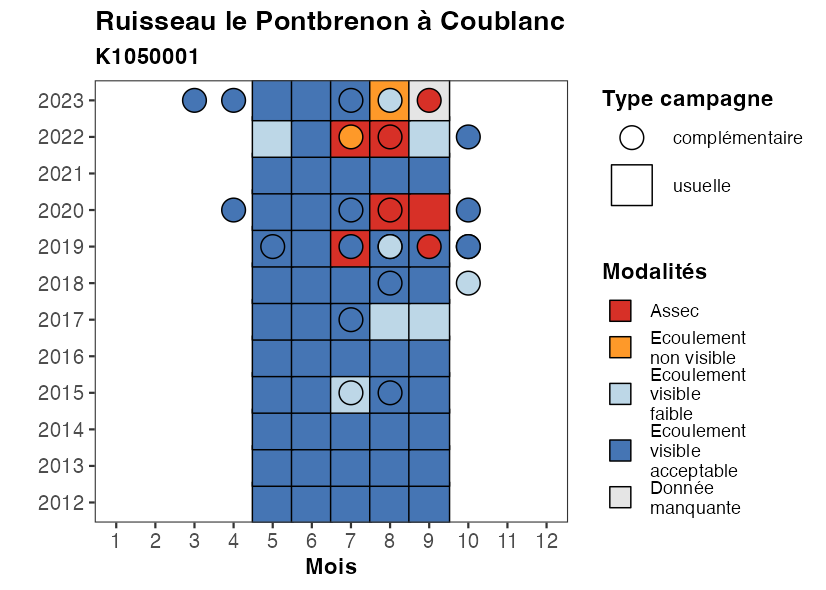 Ruisseau le Pontbrenon à Coublanc
K1050001
2023
2022
2021
2020
2019
2018
2017
2016
2015
2014
2013
2012
1 2 3 4 5 6 7 8 9 10 11 12
Mois
Type campagne
complémentaire
usuelle
Modalités
Assec
Ecoulement
non visible
Ecoulement
visible
faible
Ecoulement
visible
acceptable
Donnée
manquante